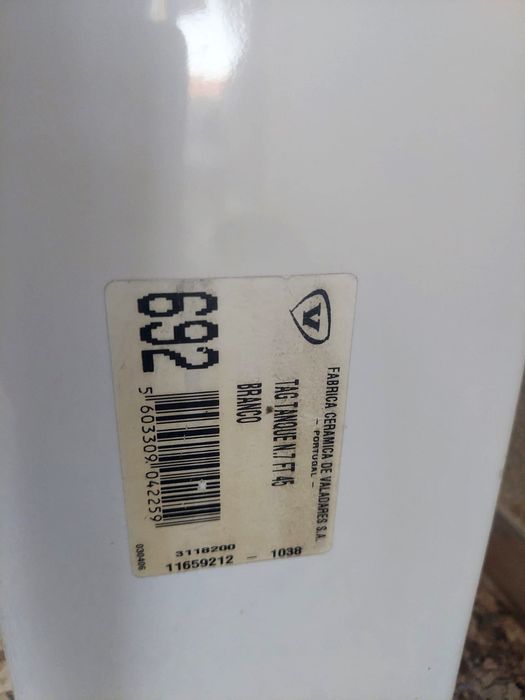 V
FABRICA CERAMICA DE VALADARES S.A.
- PORTUGAL -
TAG TANQUE N.7 FT 45
BRANCO
692
5 603309 042259
3118200
11659212 - 1038
030406